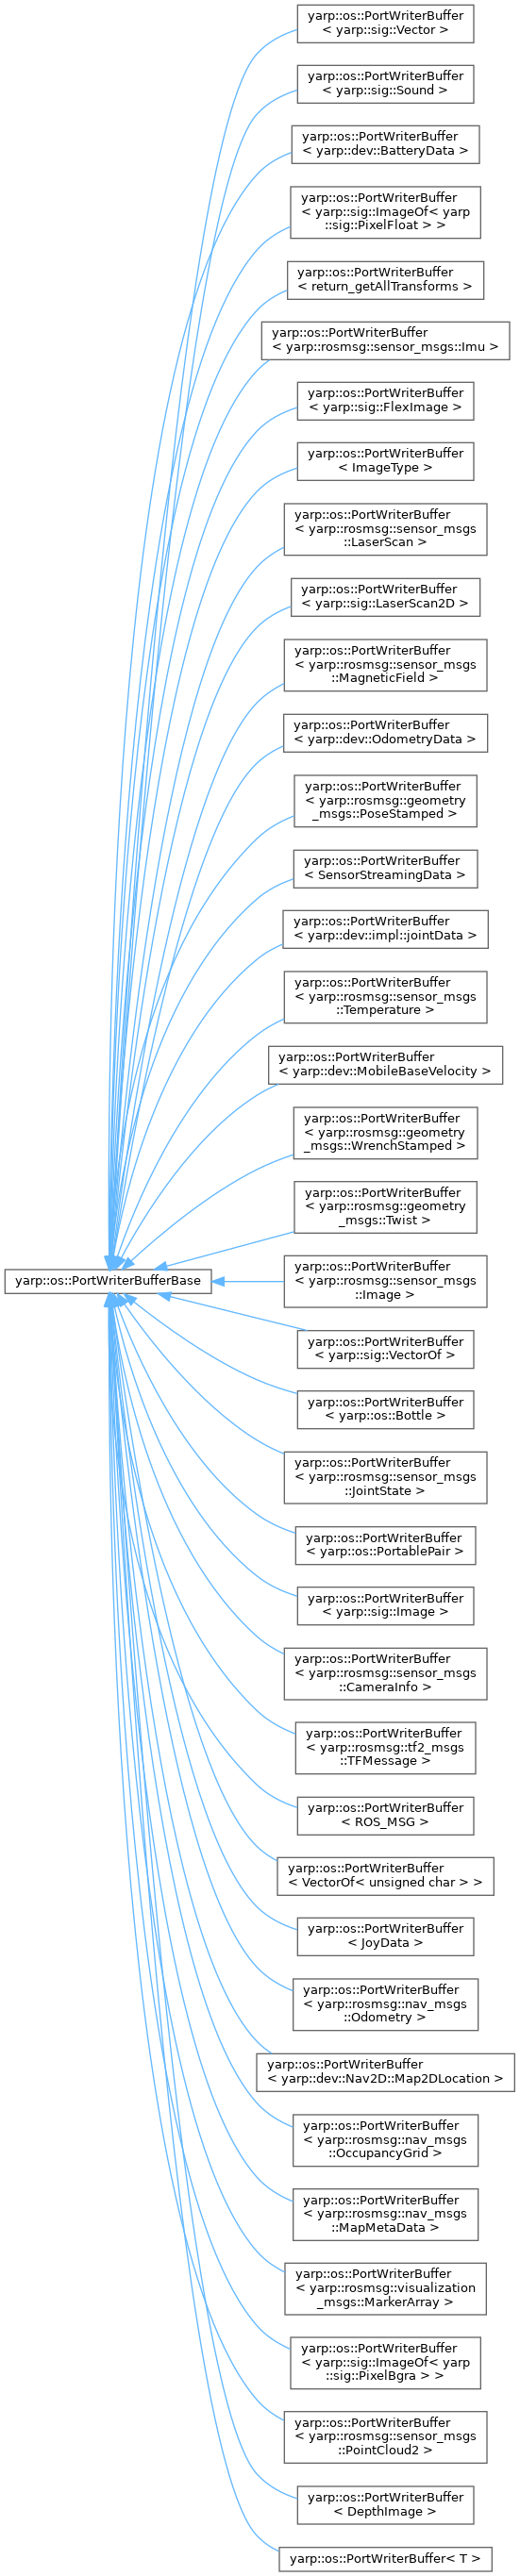 yarp::os::PortWriterBuffer
< yarp::sig::Vector >
yarp::os::PortWriterBuffer
< yarp::sig::Sound >
yarp::os::PortWriterBuffer
< yarp::dev::BatteryData >
yarp::os::PortWriterBuffer
< yarp::sig::ImageOf< yarp
::sig::PixelFloat > >
yarp::os::PortWriterBuffer
< return_getAllTransforms >
yarp::os::PortWriterBuffer
< yarp::rosmsg::sensor_msgs::Imu >
yarp::os::PortWriterBuffer
< yarp::sig::FlexImage >
yarp::os::PortWriterBuffer
< ImageType >
yarp::os::PortWriterBuffer
< yarp::rosmsg::sensor_msgs
::LaserScan >
yarp::os::PortWriterBuffer
< yarp::sig::LaserScan2D >
yarp::os::PortWriterBuffer
< yarp::rosmsg::sensor_msgs
::MagneticField >
yarp::os::PortWriterBuffer
< yarp::dev::OdometryData >
yarp::os::PortWriterBuffer
< yarp::rosmsg::geometry
_msgs::PoseStamped >
yarp::os::PortWriterBuffer
< SensorStreamingData >
yarp::os::PortWriterBuffer
< yarp::dev::impl::jointData >
yarp::os::PortWriterBuffer
< yarp::rosmsg::sensor_msgs
::Temperature >
yarp::os::PortWriterBuffer
< yarp::dev::MobileBaseVelocity >
yarp::os::PortWriterBuffer
< yarp::rosmsg::geometry
_msgs::WrenchStamped >
yarp::os::PortWriterBuffer
< yarp::rosmsg::geometry
_msgs::Twist >
yarp::os::PortWriterBufferBase
yarp::os::PortWriterBuffer
< yarp::rosmsg::sensor_msgs
::Image >
yarp::os::PortWriterBuffer
< yarp::sig::VectorOf >
yarp::os::PortWriterBuffer
< yarp::os::Bottle >
yarp::os::PortWriterBuffer
< yarp::rosmsg::sensor_msgs
::JointState >
yarp::os::PortWriterBuffer
< yarp::os::PortablePair >
yarp::os::PortWriterBuffer
< yarp::sig::Image >
yarp::os::PortWriterBuffer
< yarp::rosmsg::sensor_msgs
::CameraInfo >
yarp::os::PortWriterBuffer
< yarp::rosmsg::tf2_msgs
::TFMessage >
yarp::os::PortWriterBuffer
< ROS_MSG >
yarp::os::PortWriterBuffer
< VectorOf< unsigned char > >
yarp::os::PortWriterBuffer
< JoyData >
yarp::os::PortWriterBuffer
< yarp::rosmsg::nav_msgs
::Odometry >
yarp::os::PortWriterBuffer
< yarp::dev::Nav2D::Map2DLocation >
yarp::os::PortWriterBuffer
< yarp::rosmsg::nav_msgs
::OccupancyGrid >
yarp::os::PortWriterBuffer
< yarp::rosmsg::nav_msgs
::MapMetaData >
yarp::os::PortWriterBuffer
< yarp::rosmsg::visualization
_msgs::MarkerArray >
yarp::os::PortWriterBuffer
< yarp::sig::ImageOf< yarp
::sig::PixelBgra > >
yarp::os::PortWriterBuffer
< yarp::rosmsg::sensor_msgs
::PointCloud2 >
yarp::os::PortWriterBuffer
< DepthImage >
yarp::os::PortWriterBuffer< T >